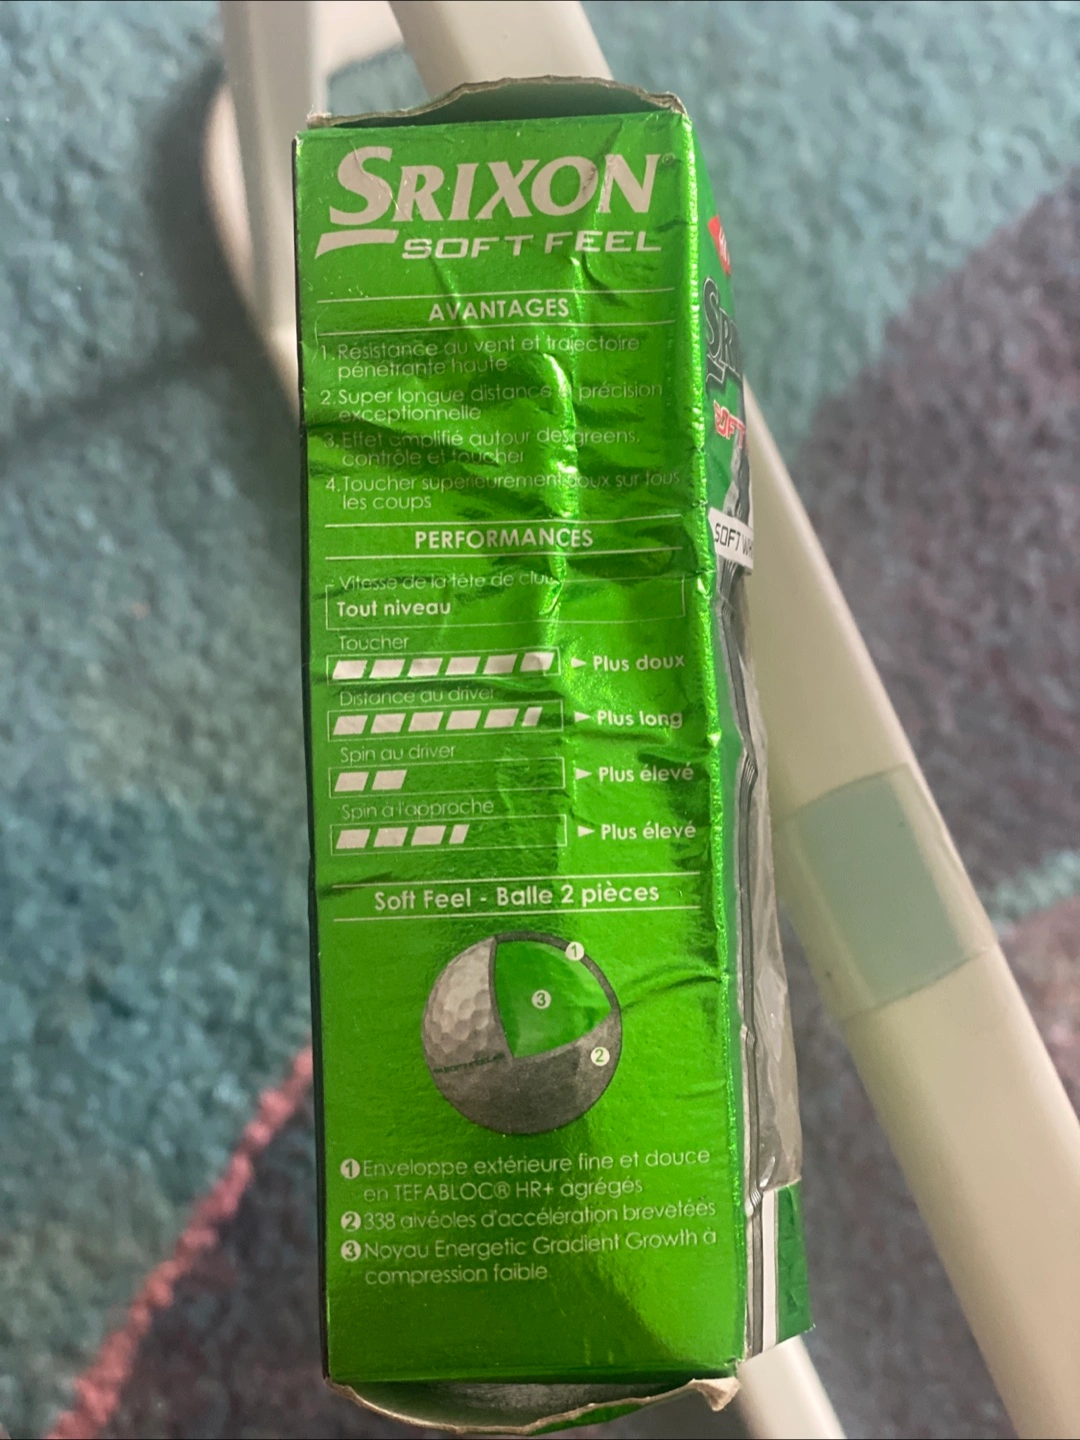 SRIXON®
SOFT FEEL
AVANTAGES
1. Résistance au vent et trajectoire
pénétrante haute
2. Super longue distance & précision
exceptionnelle
3. Effet amplifié autour des greens,
contrôle et toucher
4. Toucher supérieurement doux sur tous
les coups
PERFORMANCES
Vitesse de la tête de club
Tout niveau
Toucher
► Plus doux
Distance au driver
► Plus long
Spin au driver
► Plus élevé
Spin à l'approche
► Plus élevé
Soft Feel - Balle 2 pièces
1
3
2
1 Enveloppe extérieure fine et douce
en TEFABLOC® HR+ agrégés
2 338 alvéoles d'accélération brevetées
3 Noyau Energetic Gradient Growth à
compression faible
SR
SOFT
SOFT WH